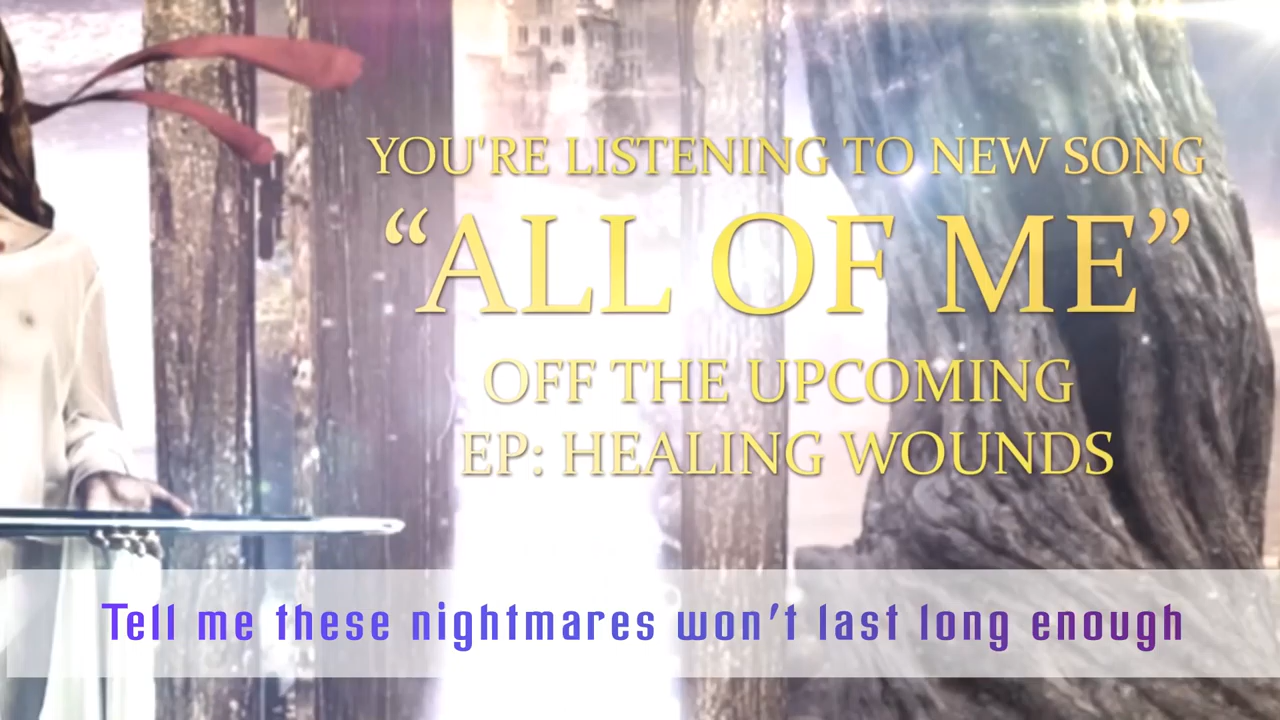 YOU'RE LISTENING TO NEW SONG
“ALL OF ME”
OFF THE UPCOMING
EP: HEALING WOUNDS
Tell me these nightmares won't last long enough